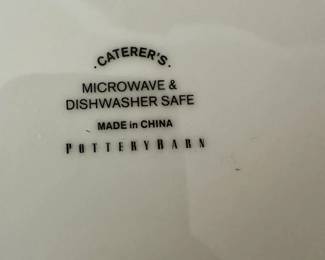 ·CATERER'S·
MICROWAVE &
DISHWASHER SAFE
MADE in CHINA
POTTERYBARN